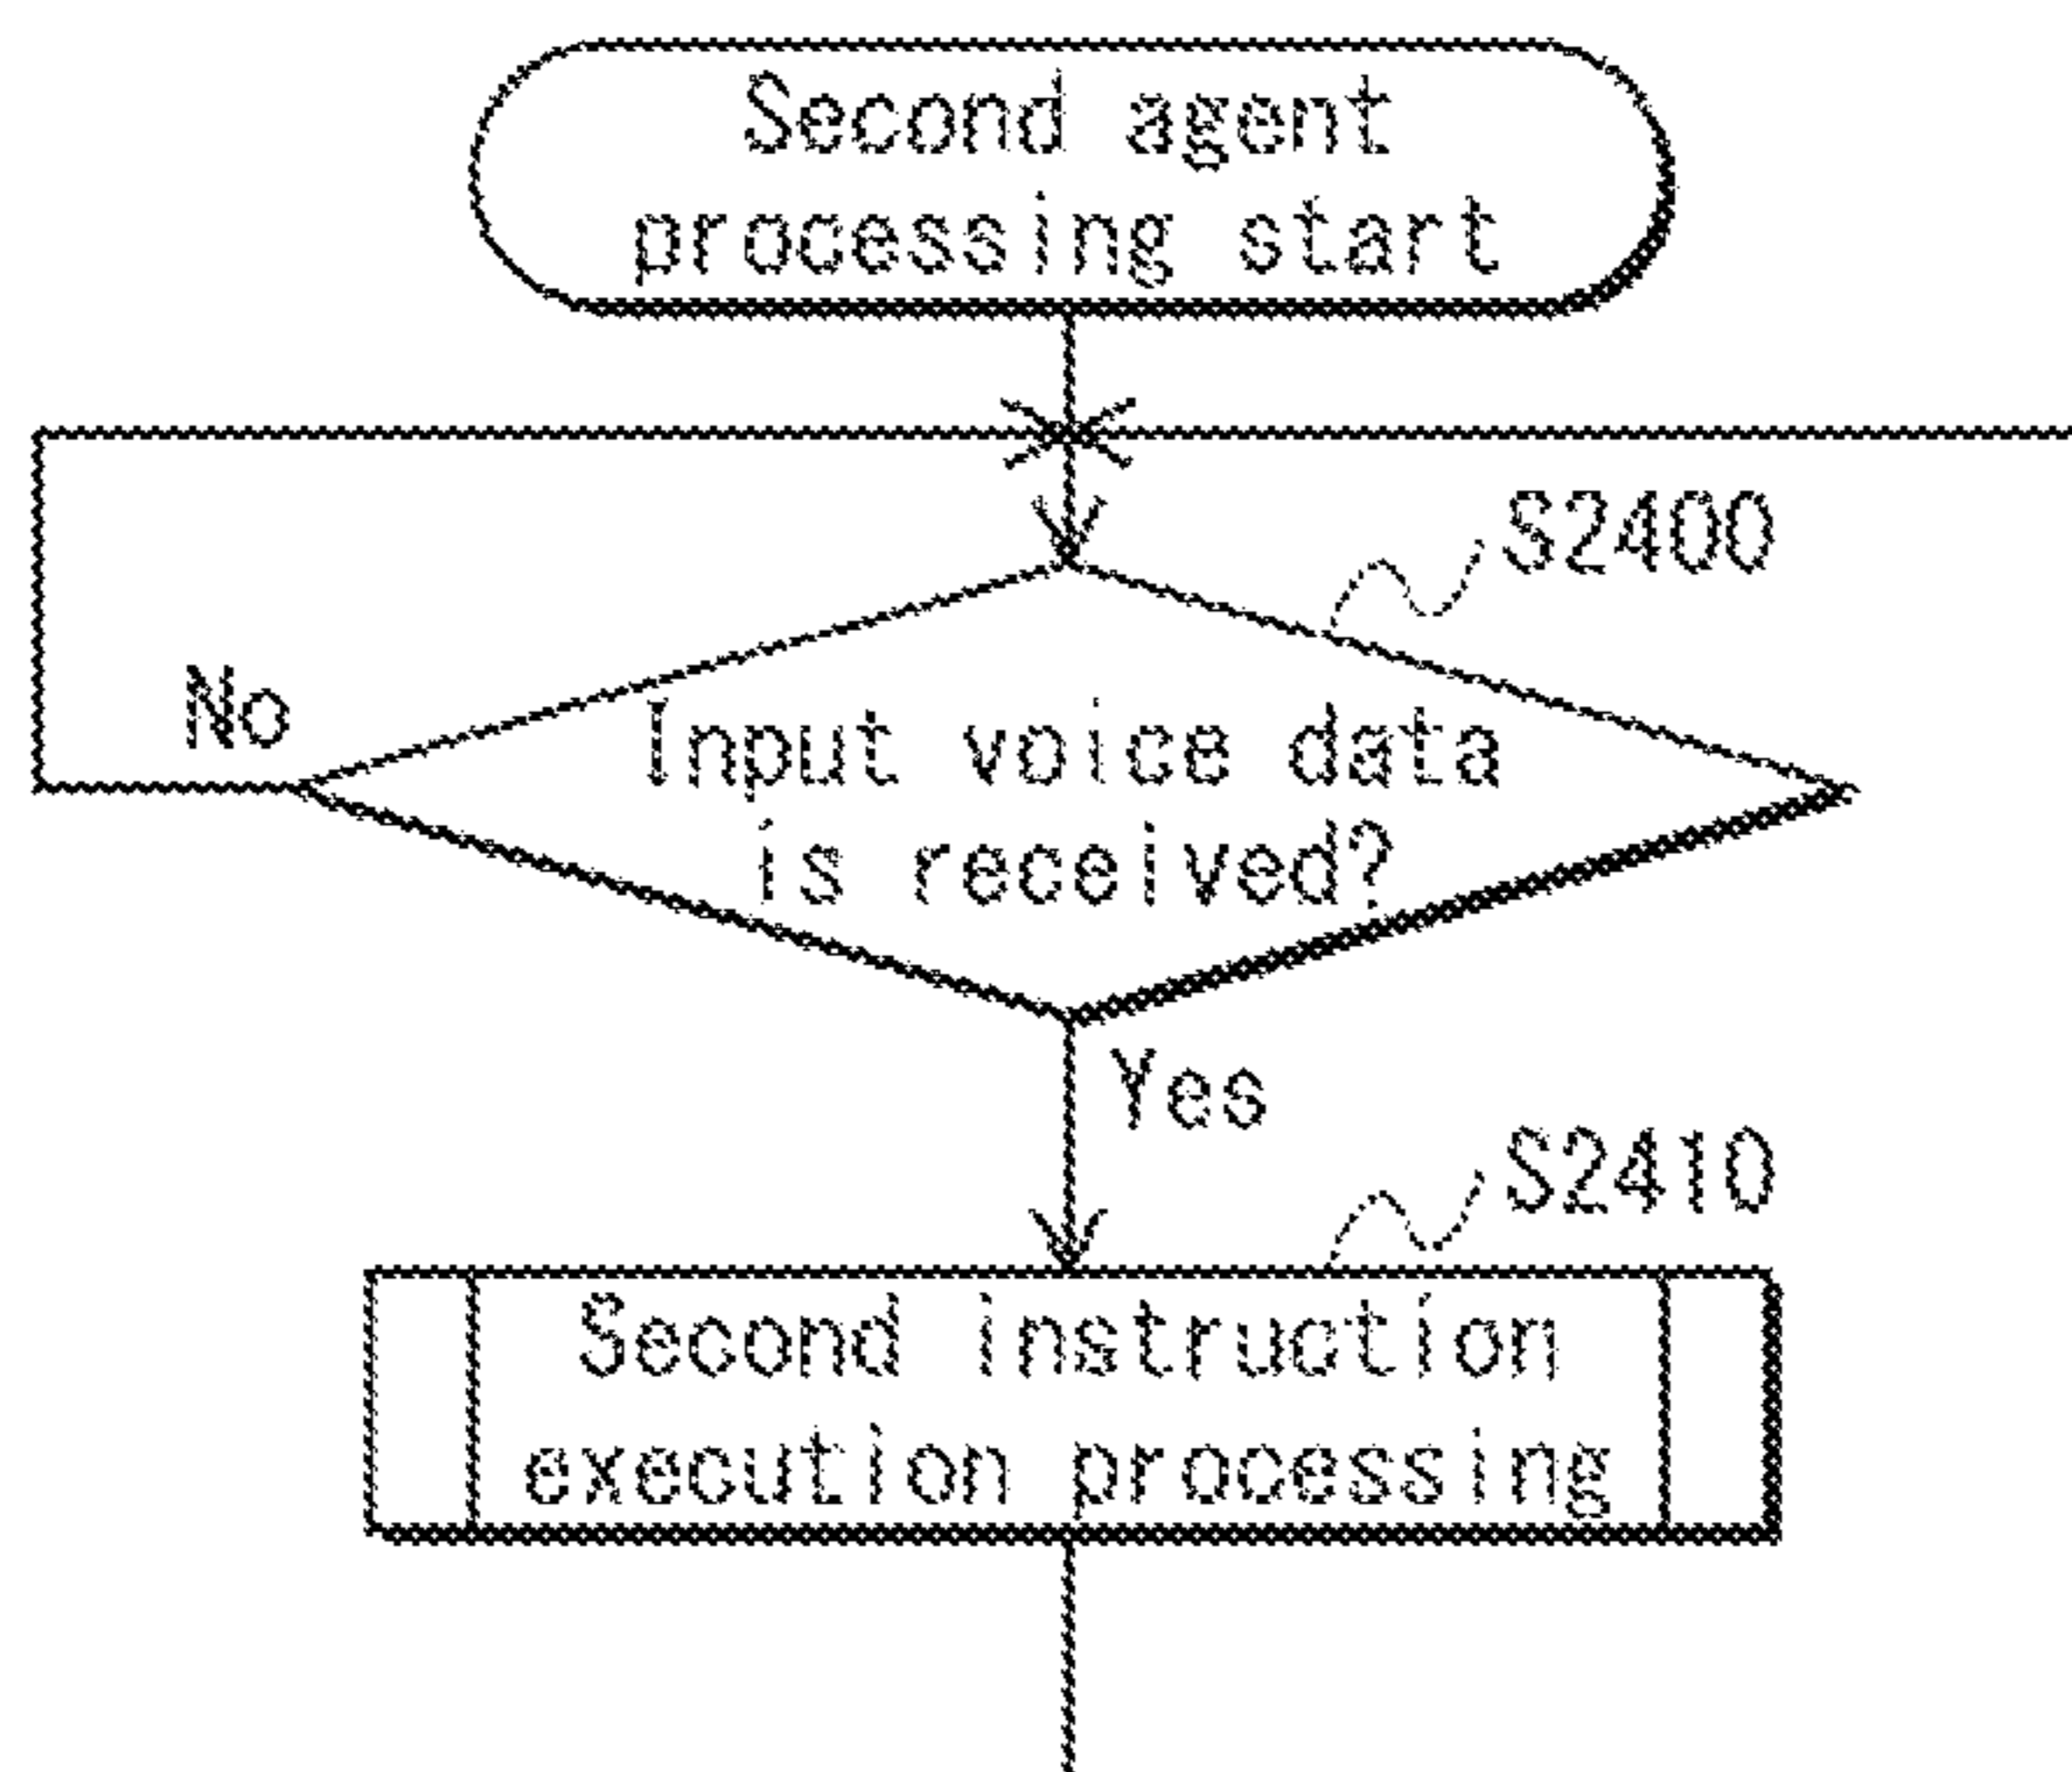 Second agent
processing start
S2400
No
Input voice data
is received?
Yes
S2410
Second instruction
execution processing